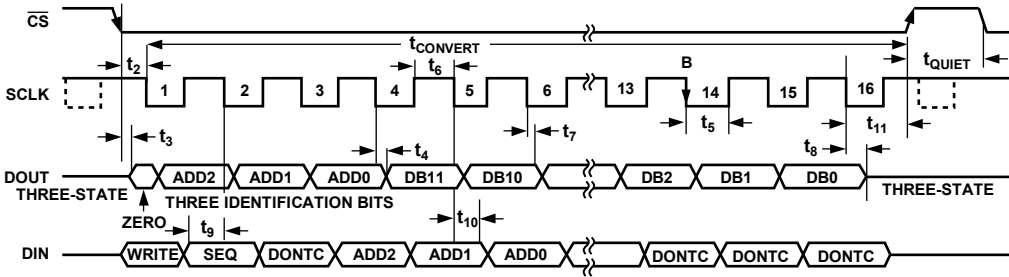 CS
tCONVERT
t2
t6
B
tQUIET
SCLK
1 2 3 4 5 6 13 14 15 16
t3
t4
t7
t5
t8
t11
DOUT
ADD2 ADD1 ADD0 DB11 DB10 DB2 DB1 DB0
THREE-STATE
THREE IDENTIFICATION BITS
THREE-STATE
ZERO
t9
t10
DIN
WRITE SEQ DONTC ADD2 ADD1 ADD0 DONTC DONTC DONTC